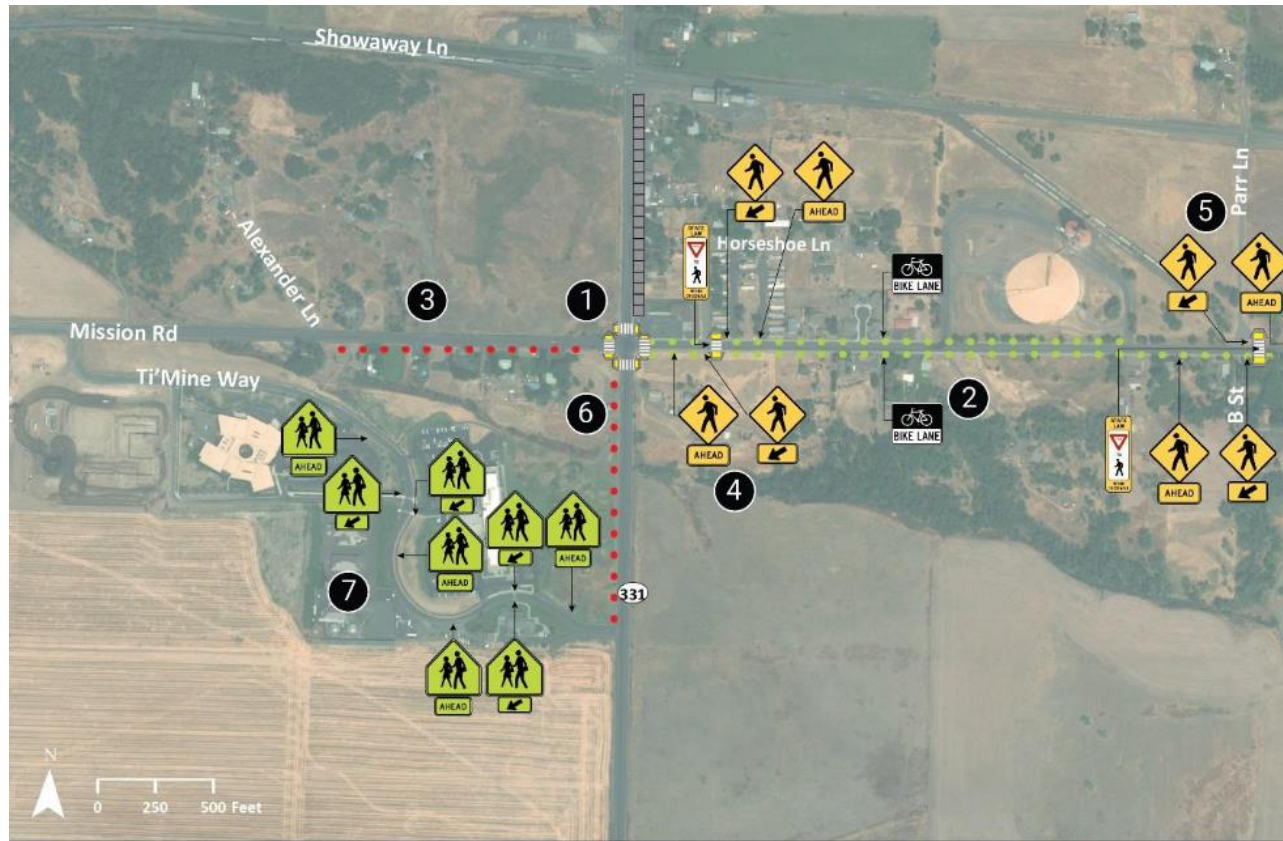 Showaway Ln
Parr Ln
5
AHEAD
Horseshoe Ln
AHEAD
BIKE LANE
Alexander Ln
3
1
Mission Rd
Ti'Mine Way
6
2
B St
BIKE LANE
AHEAD
4
AHEAD
AHEAD
AHEAD
AHEAD
7
331
AHEAD
N
0 250 500 Feet